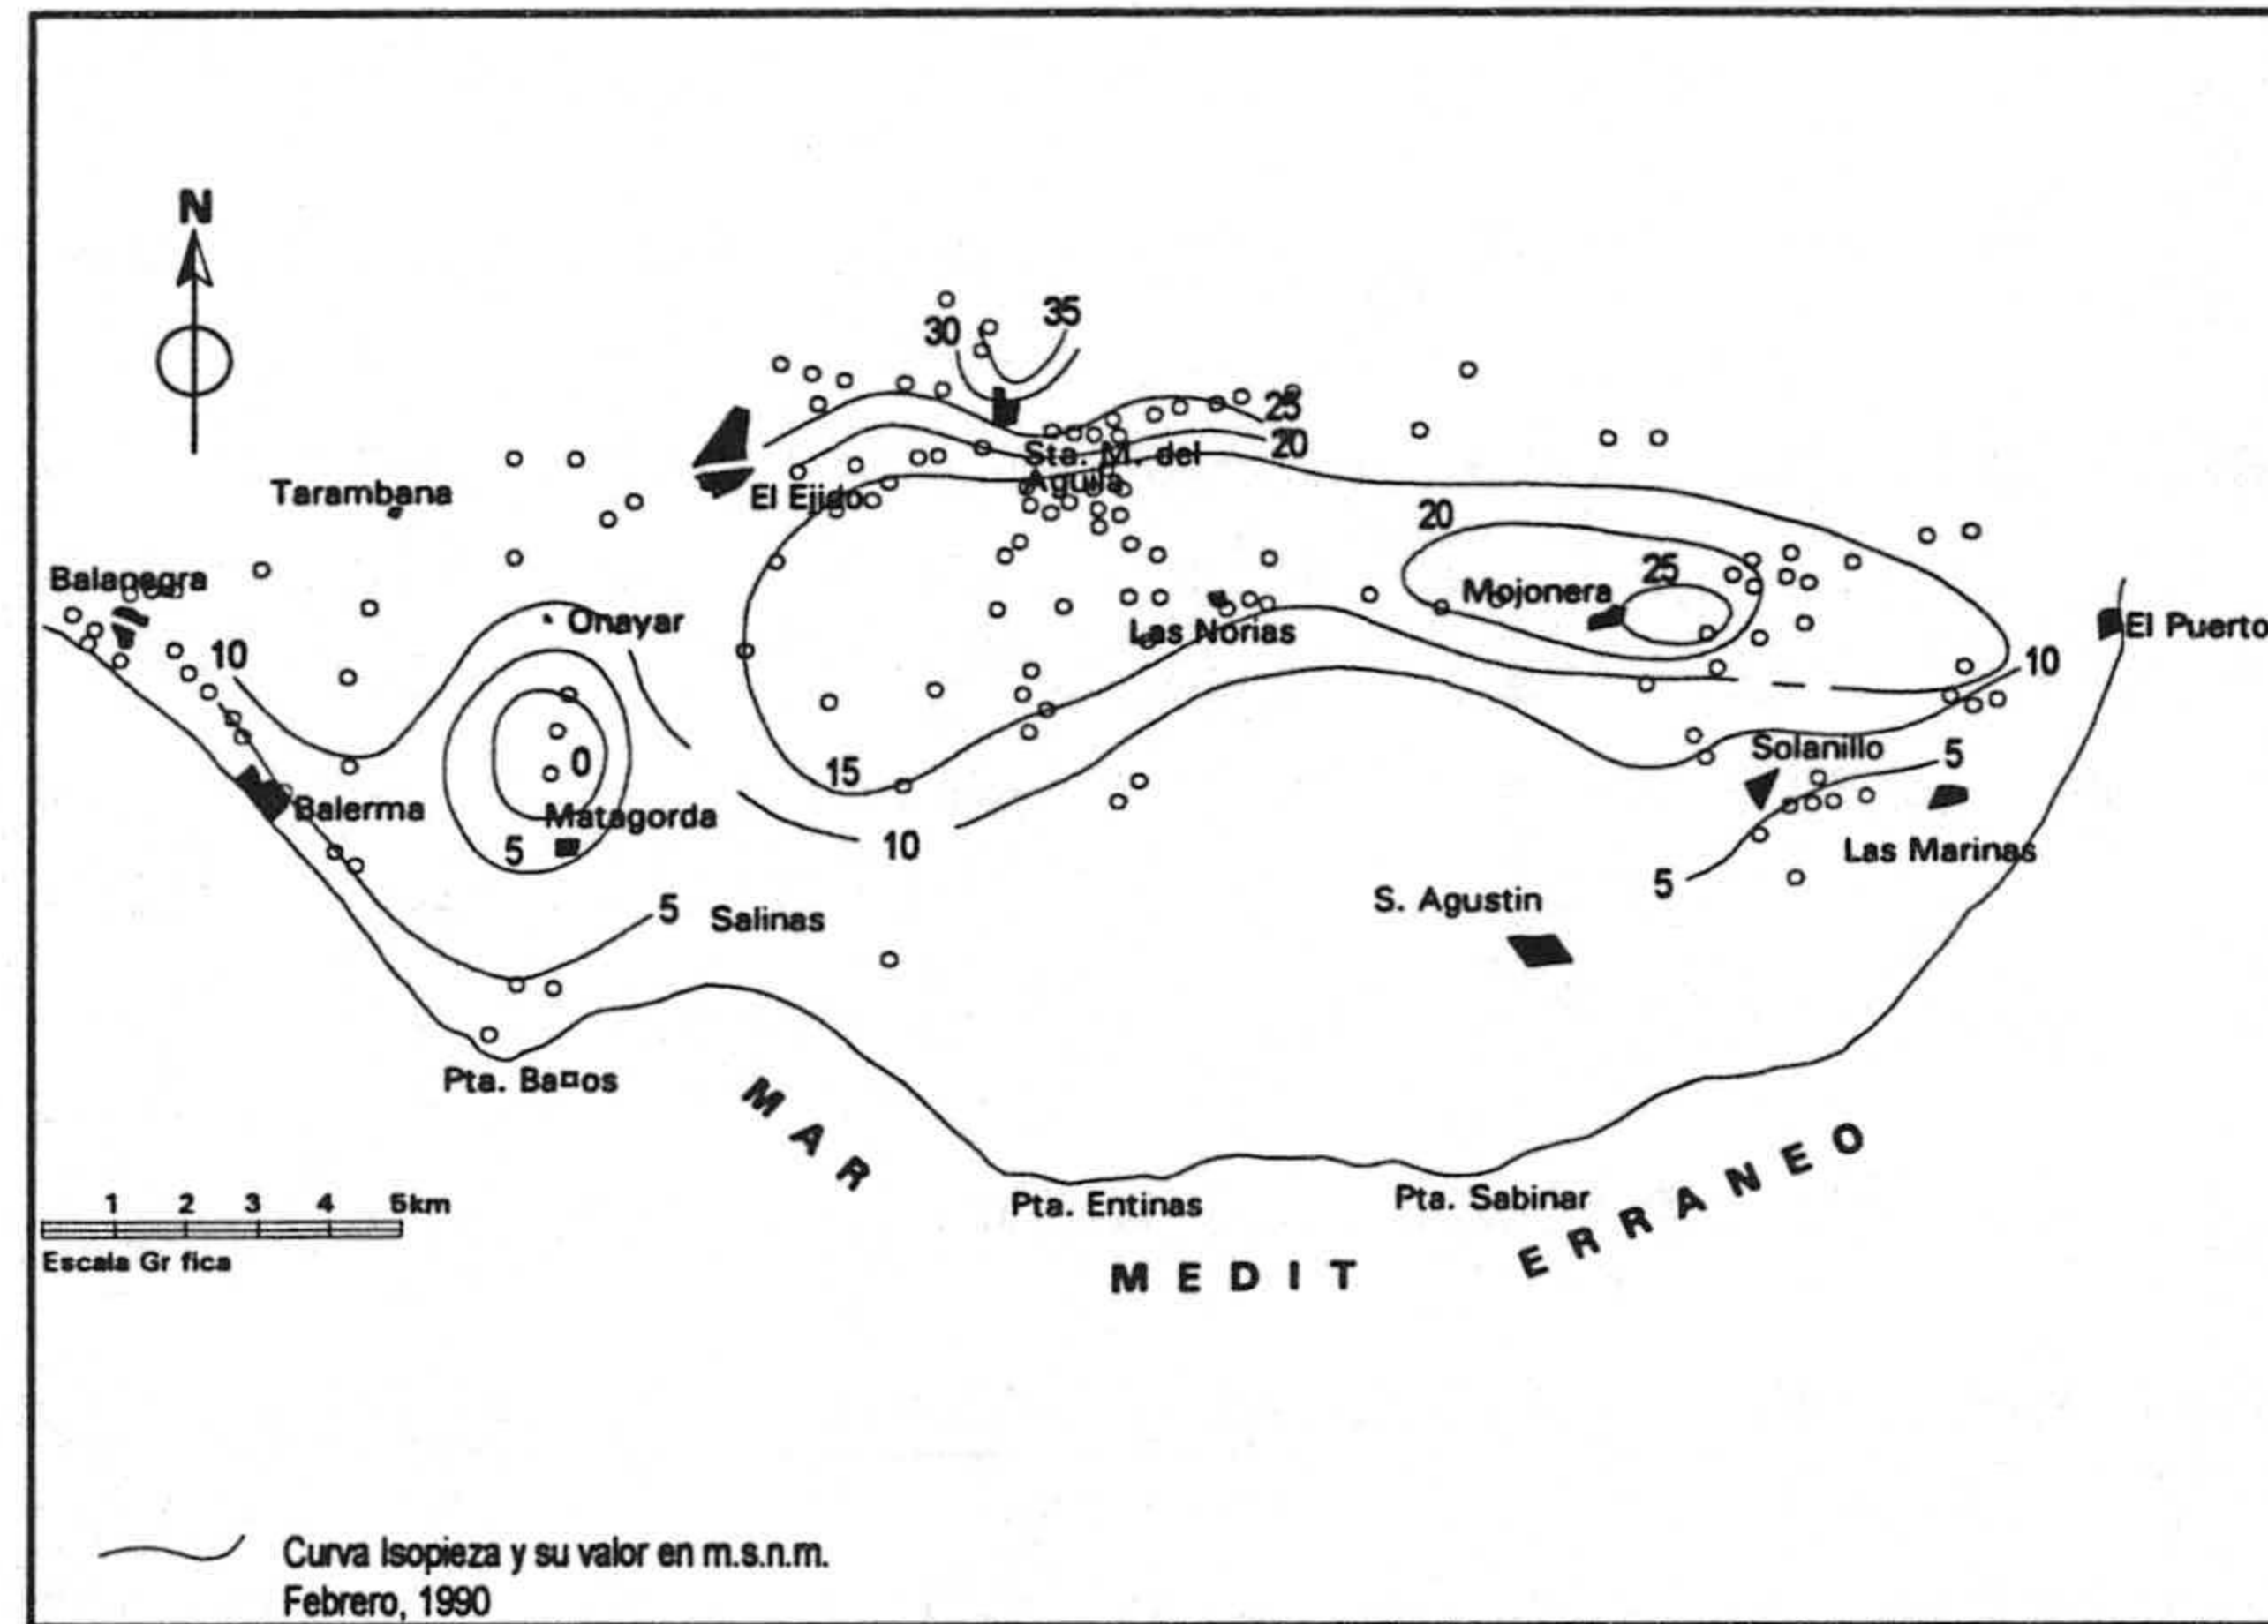 N
30
35
25
20
Sta. M. del
Aguila
El Ejido
Tarambana
20
Balanegra
25
Mojonera
Onayar
Las Norias
El Puerto
10
10
Solanillo
5
0
15
Balerma
Matagorda
5
10
Las Marinas
5
S. Agustin
5
Salinas
Pta. Ba¤os
MAR
MEDIT
ERRANEO
Pta. Entinas
Pta. Sabinar
1 2 3 4 5km
Escala Gr fica
Curva Isopieza y su valor en m.s.n.m.
Febrero, 1990